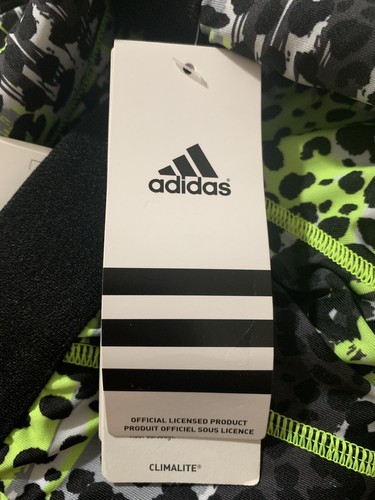 adidas®
OFFICIAL LICENSED PRODUCT
PRODUIT OFFICIEL SOUS LICENCE
CLIMALITE®